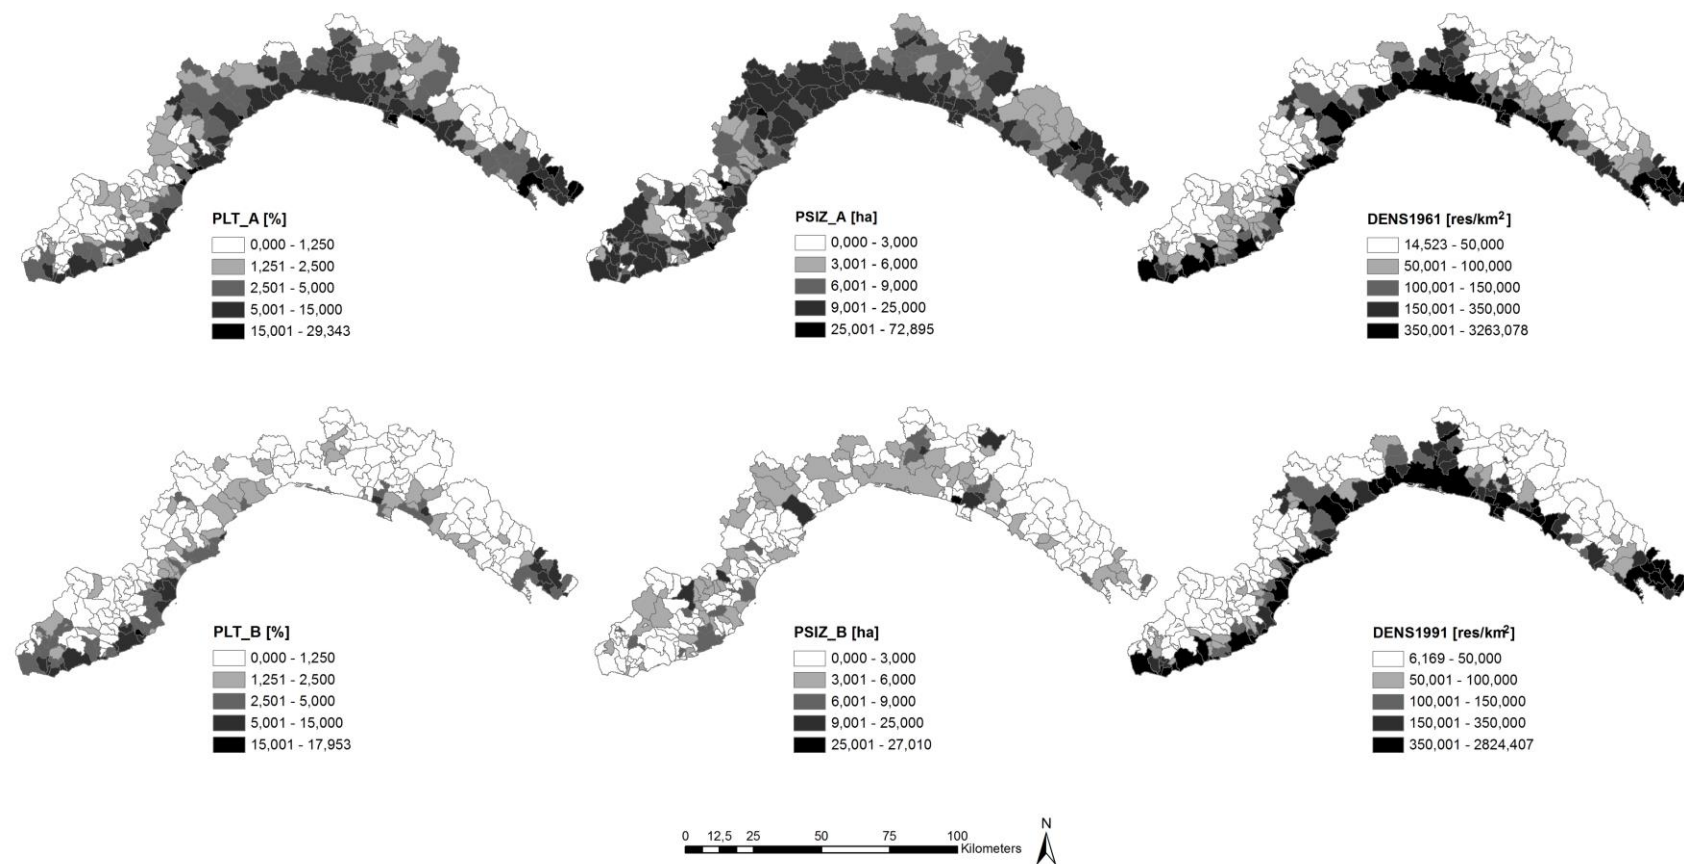 PLT_A [%]
0,000 - 1,250
1,251 - 2,500
2,501 - 5,000
5,001 - 15,000
15,001 - 29,343
PSIZ_A [ha]
0,000 - 3,000
3,001 - 6,000
6,001 - 9,000
9,001 - 25,000
25,001 - 72,895
DENS1961 [res/km²]
14,523 - 50,000
50,001 - 100,000
100,001 - 150,000
150,001 - 350,000
350,001 - 3263,078
PLT_B [%]
0,000 - 1,250
1,251 - 2,500
2,501 - 5,000
5,001 - 15,000
15,001 - 17,953
PSIZ_B [ha]
0,000 - 3,000
3,001 - 6,000
6,001 - 9,000
9,001 - 25,000
25,001 - 27,010
DENS1991 [res/km²]
6,169 - 50,000
50,001 - 100,000
100,001 - 150,000
150,001 - 350,000
350,001 - 2824,407
0 12,5 25 50 75 100
Kilometers
N